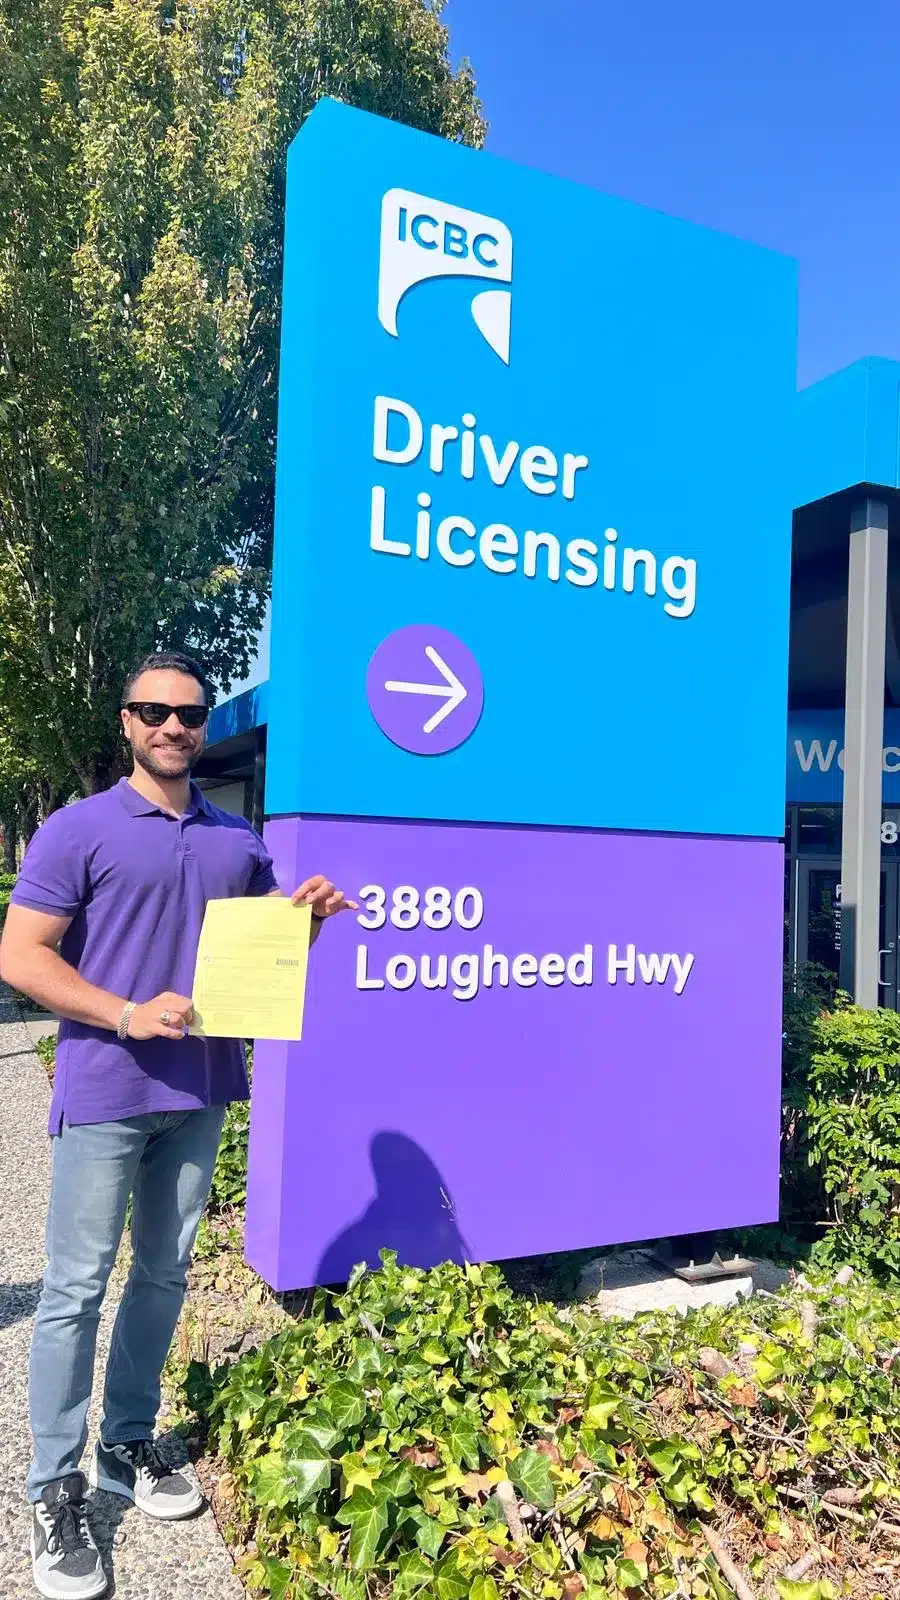 ICBC
Driver
Licensing
3880
Lougheed Hwy